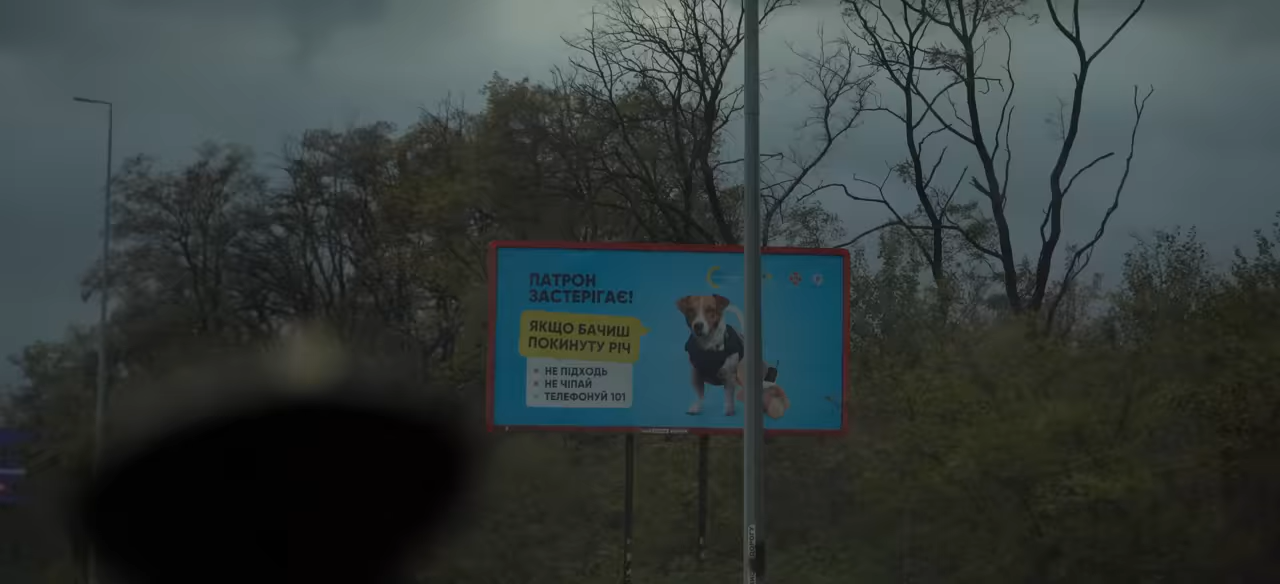 ПАТРОН
ЗАСТЕРІГАЄ!
ЯКЩО БАЧИШ
ПОКИНУТУ РІЧ
НЕ ПІДХОДЬ
НЕ ЧІПАЙ
ТЕЛЕФОНУЙ 101